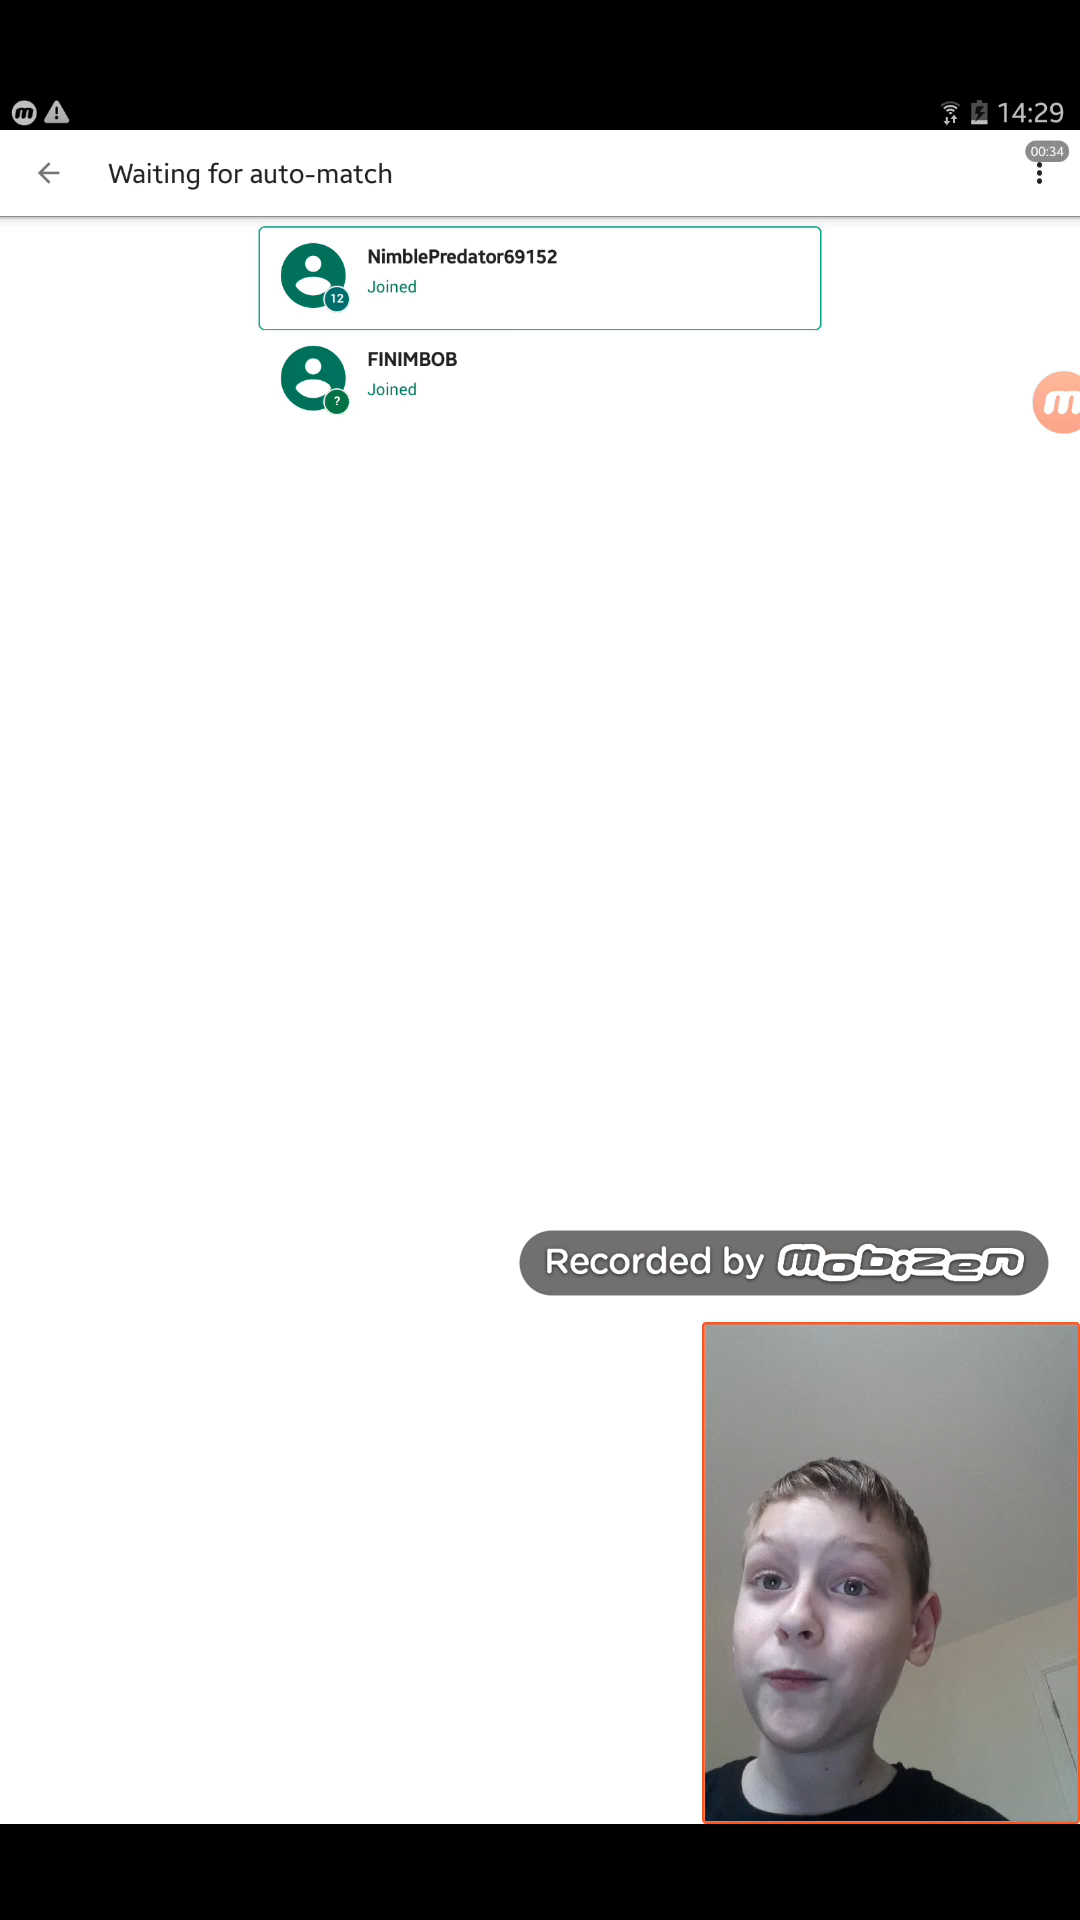 14:29
00:34
Waiting for auto-match
NimblePredator69152
Joined
12
FINIMBOB
Joined
?
m
Recorded by mobizen